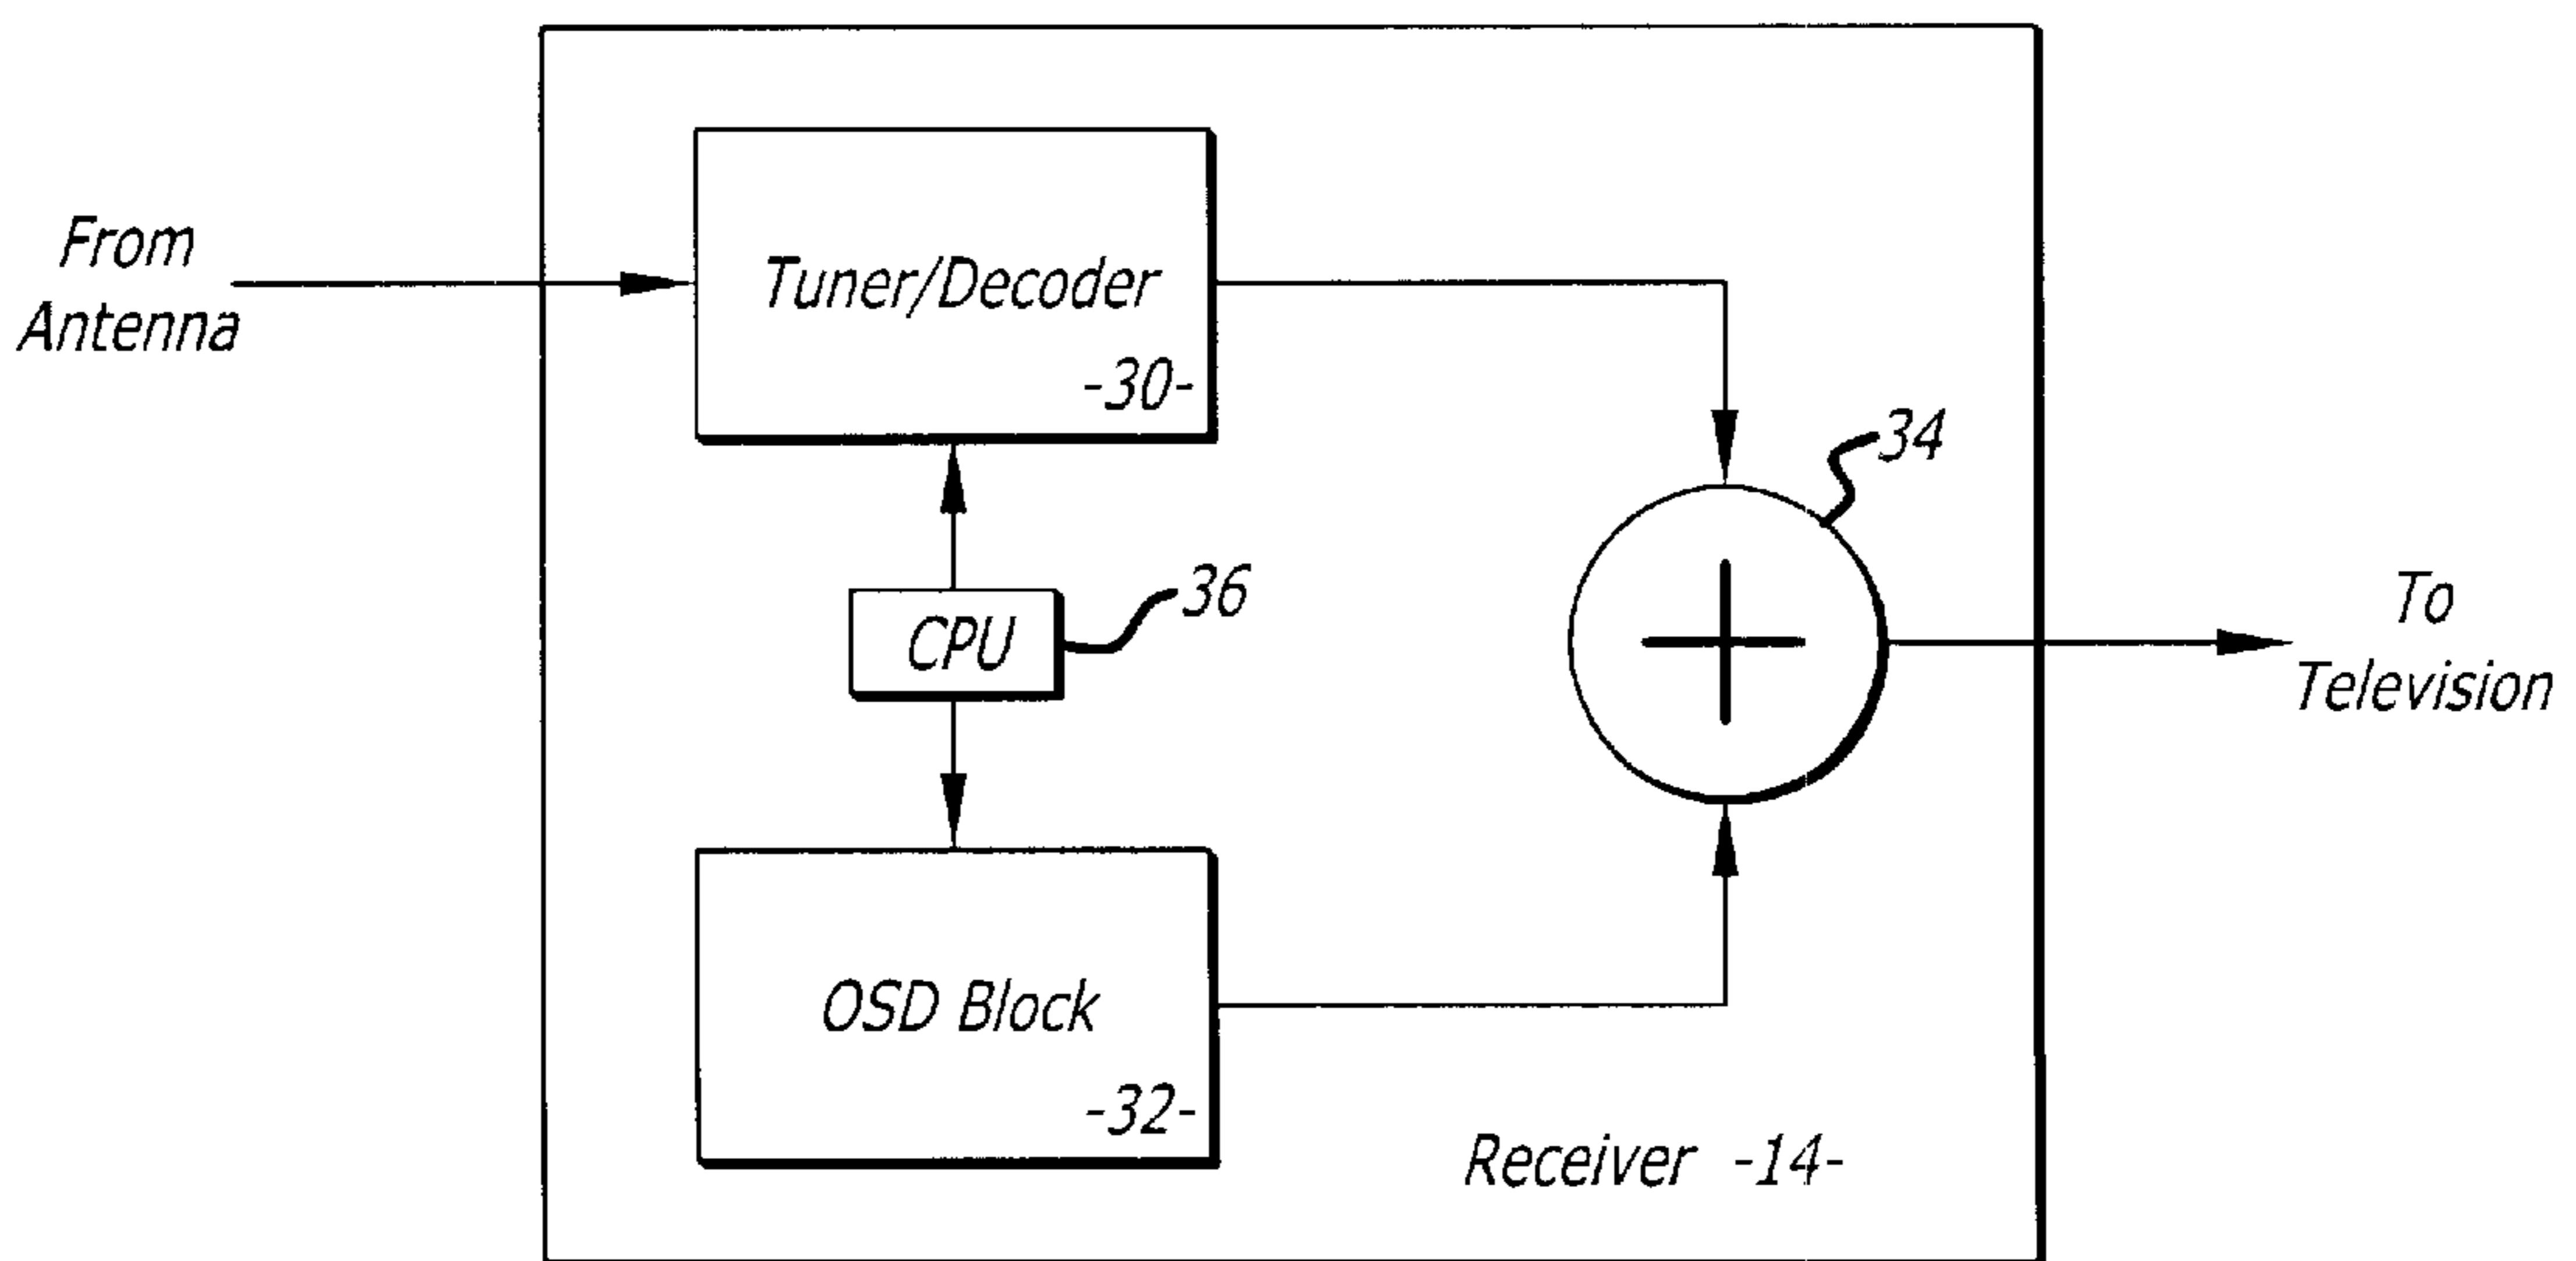 From
Antenna
Tuner/Decoder
-30-
34
36
CPU
To
Television
OSD Block
-32-
Receiver -14-